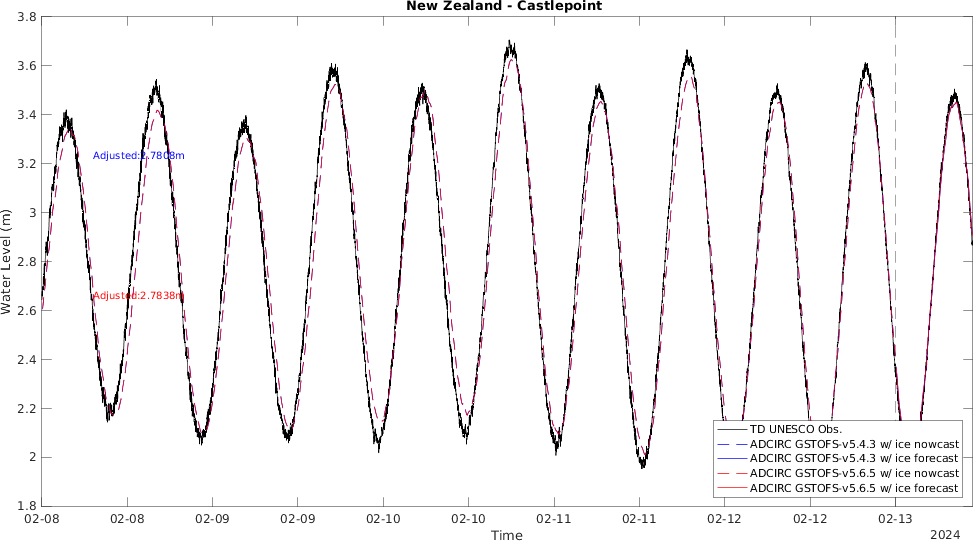 New Zealand - Castlepoint
3.8
3.6
3.4
3.2
3
2.8
2.6
2.4
2.2
2
1.8
Water Level (m)
Adjusted:2.7808m
Adjusted:2.7838m
TD UNESCO Obs.
ADCIRC GSTOFS-v5.4.3 w/ ice nowcast
ADCIRC GSTOFS-v5.4.3 w/ ice forecast
ADCIRC GSTOFS-v5.6.5 w/ ice nowcast
ADCIRC GSTOFS-v5.6.5 w/ ice forecast
02-08 02-08 02-09 02-09 02-10 02-10 02-11 02-11 02-12 02-12 02-13
Time
2024